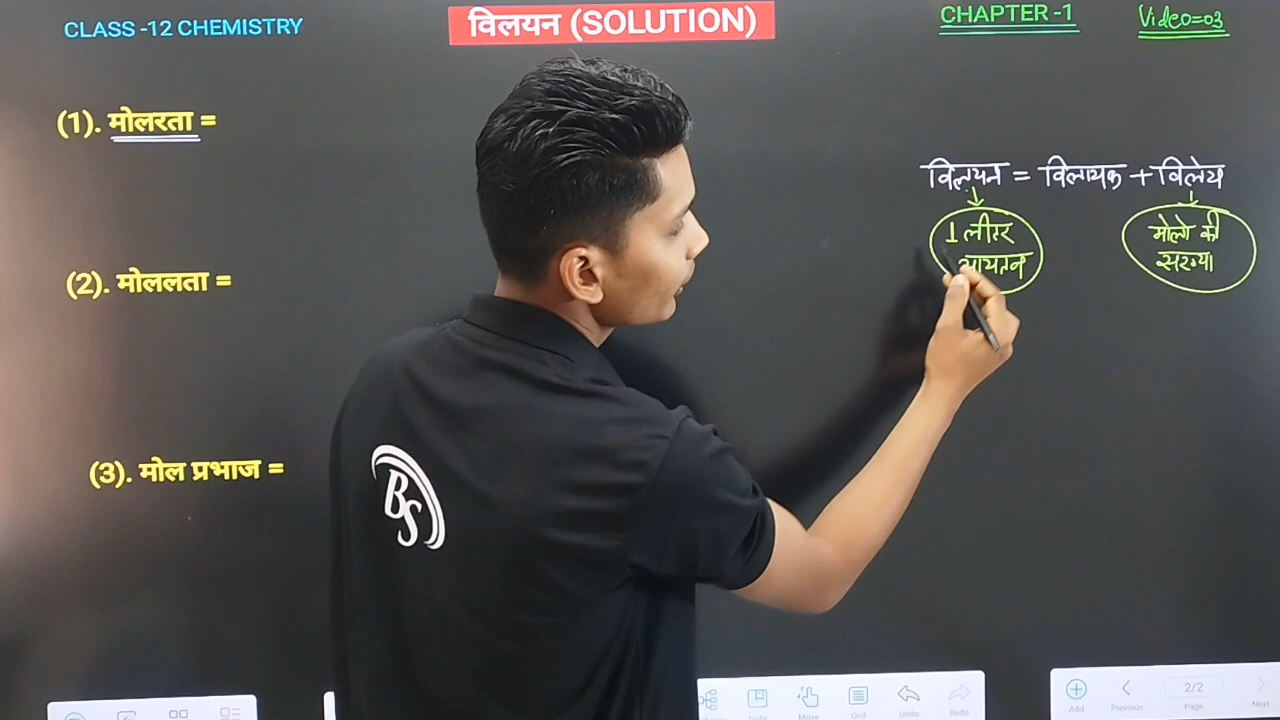 CLASS -12 CHEMISTRY
विलयन (SOLUTION)
CHAPTER -1
Video=03
(1). मोलरता =
विलयन = विलायक + विलेय
1 लीटर
आयतन
मोलो की
संख्या
(2). मोललता =
(3). मोल प्रभाज =
BS
Note
Move
Grid
Undo
Redo
Add
Previous
2/2
Page
Next